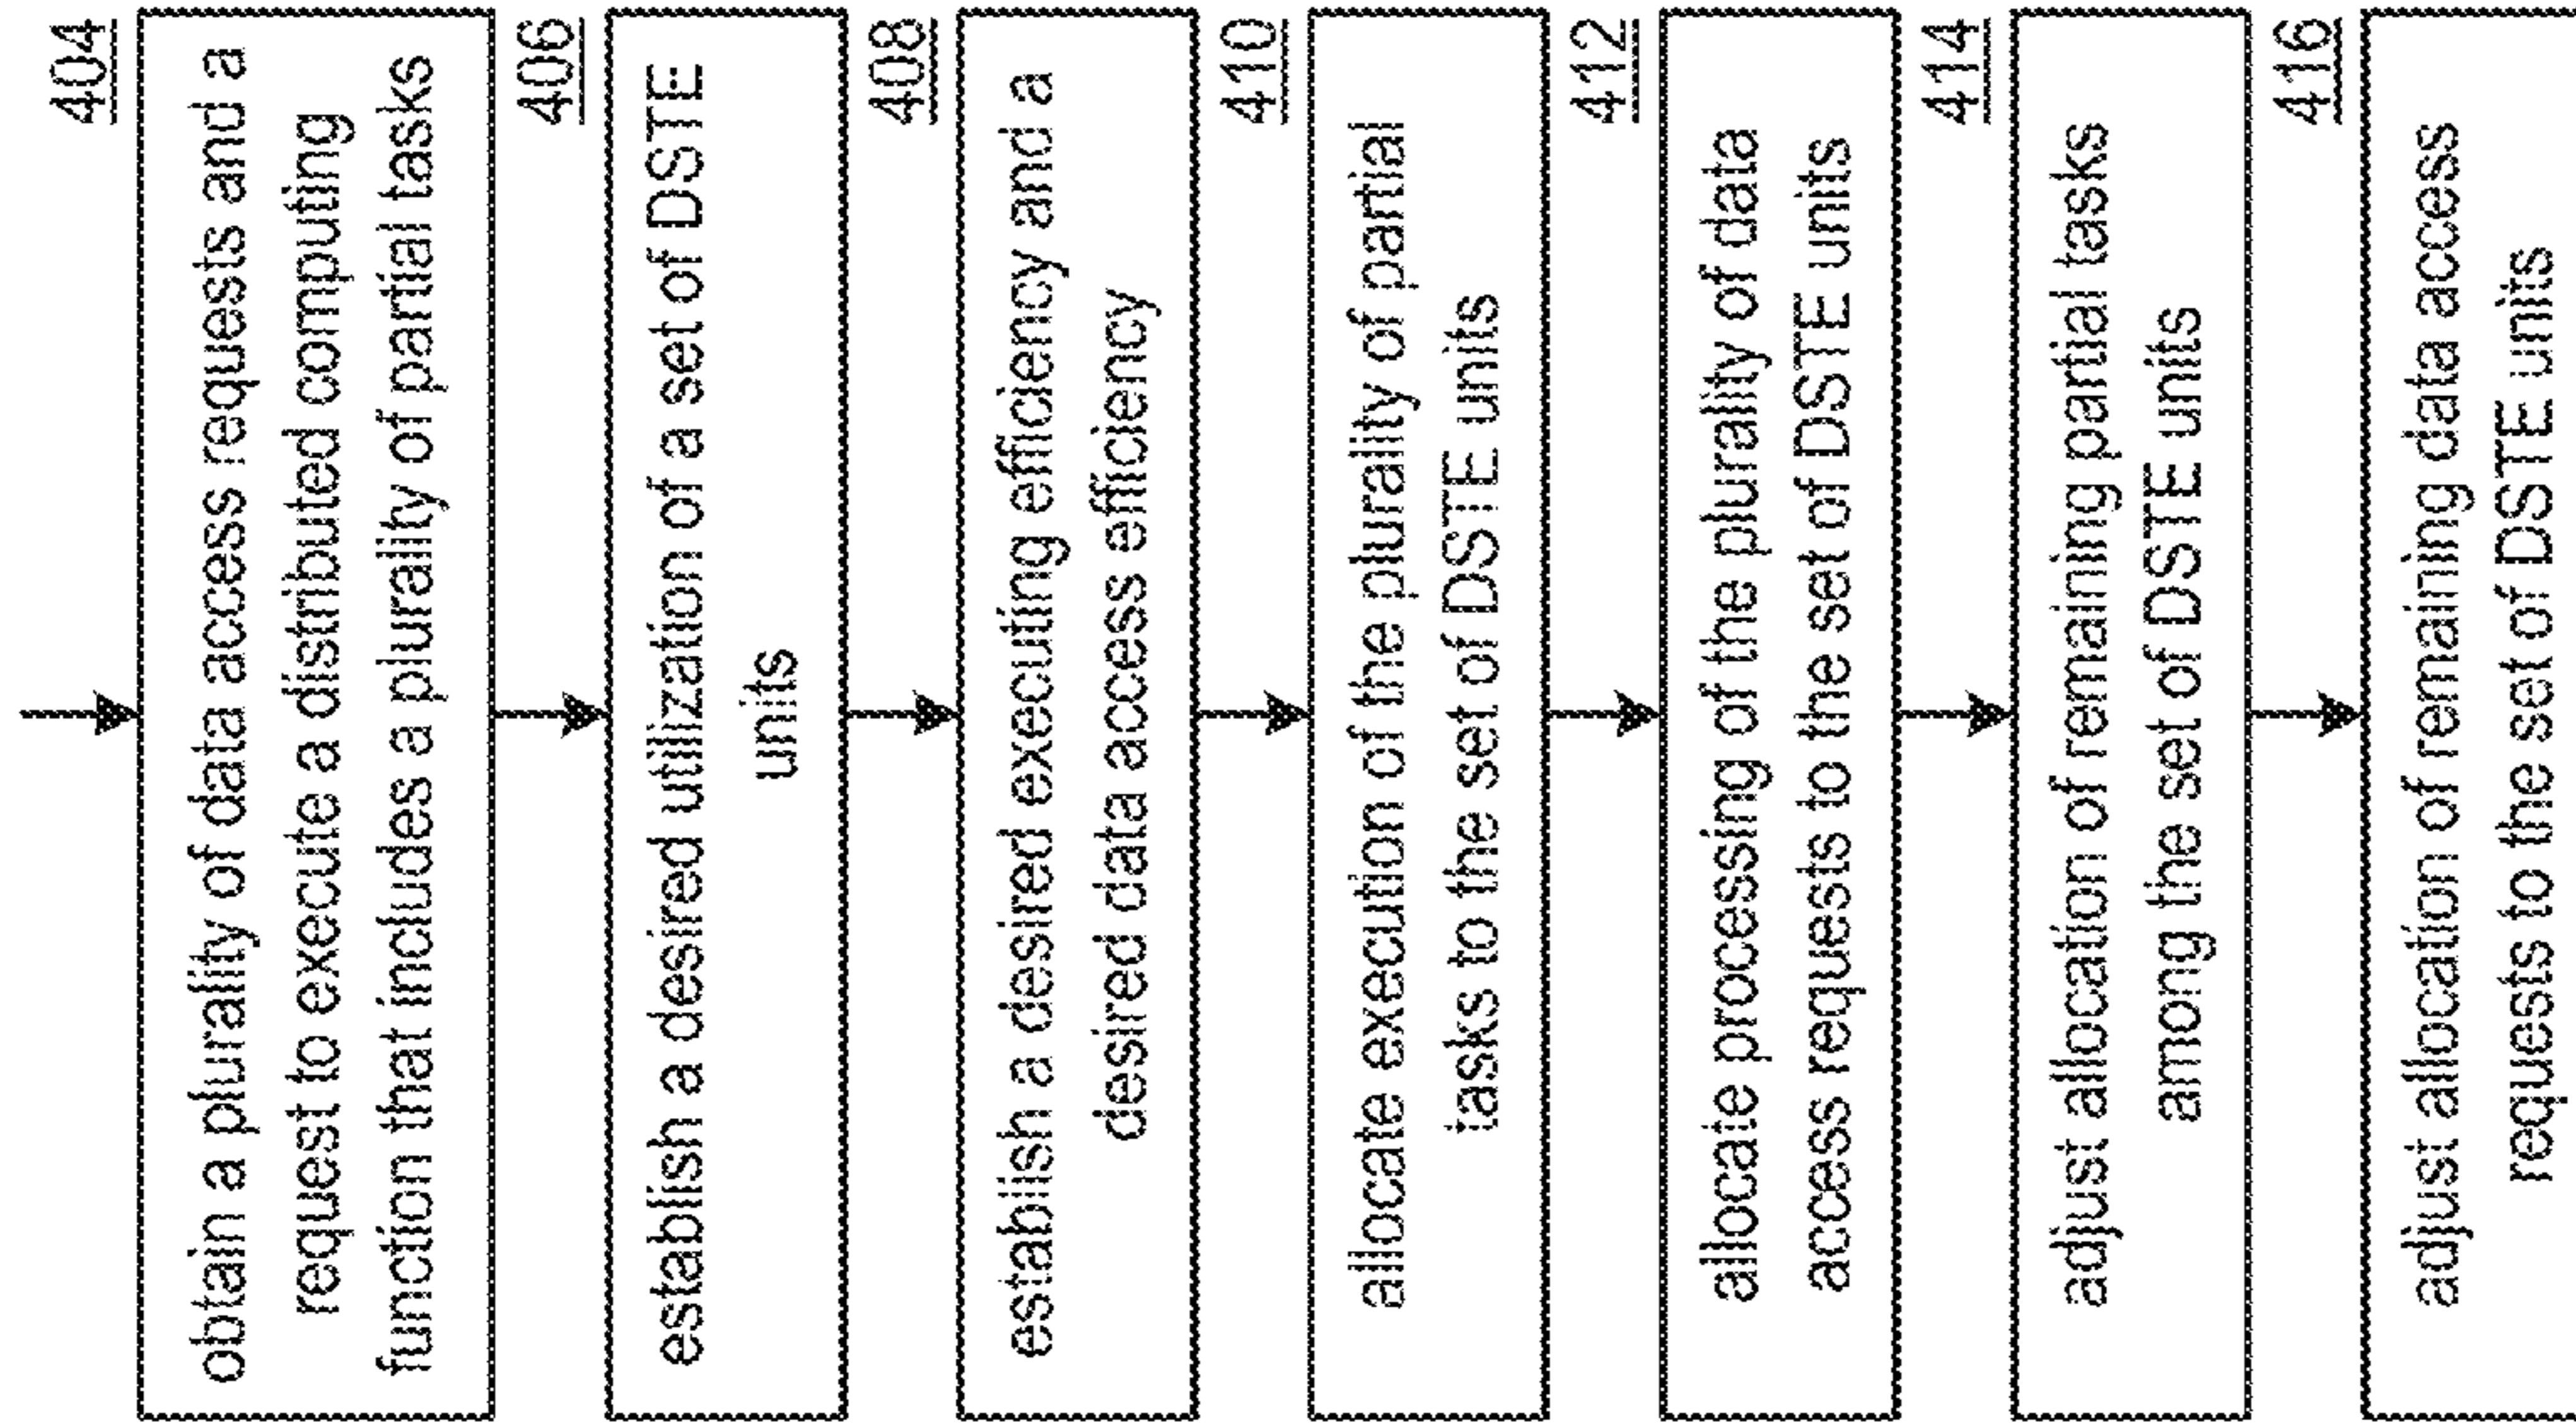 404
obtain a plurality of data access requests and a
request to execute a distributed computing
function that includes a plurality of partial tasks
406
establish a desired utilization of a set of DSTE
units
408
establish a desired executing efficiency and a
desired data access efficiency
410
allocate execution of the plurality of partial
tasks to the set of DSTE units
412
allocate processing of the plurality of data
access requests to the set of DSTE units
414
adjust allocation of remaining partial tasks
among the set of DSTE units
416
adjust allocation of remaining data access
requests to the set of DSTE units